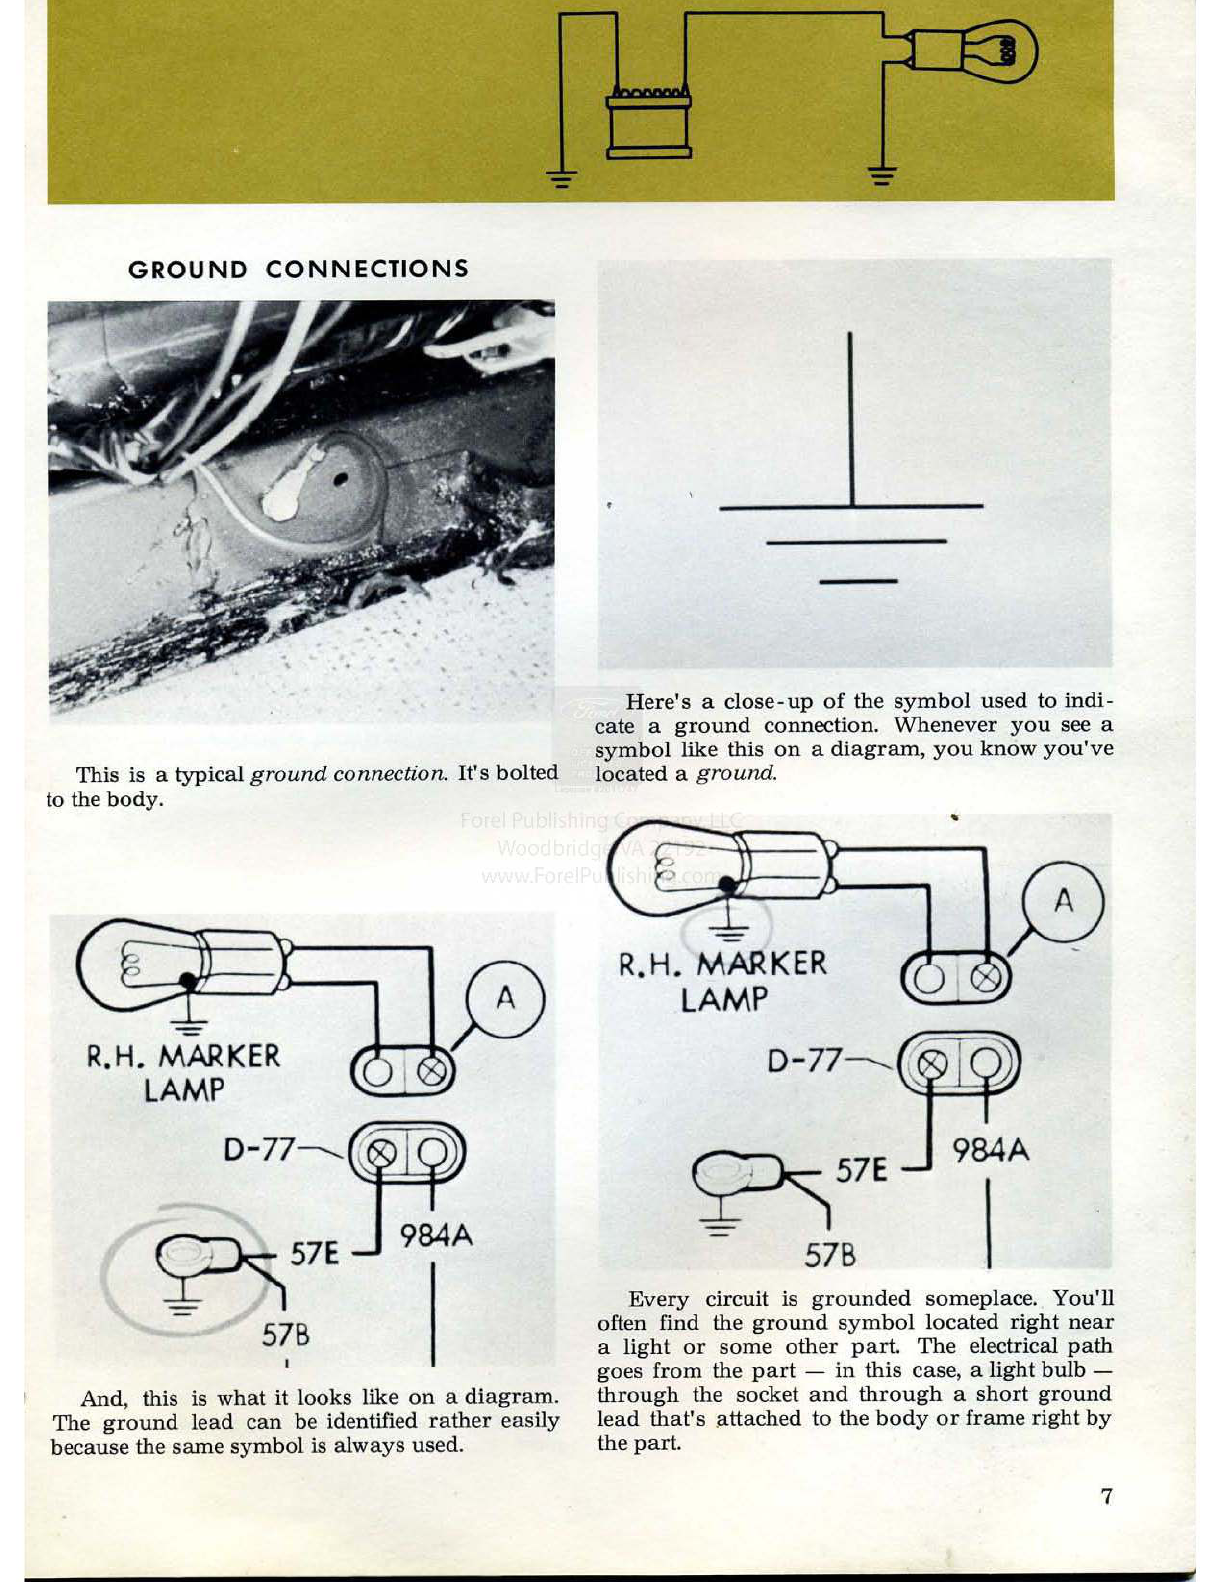 GROUND CONNECTIONS
This is a typical ground connection. It's bolted
to the body.
Here's a close-up of the symbol used to indi-
cate a ground connection. Whenever you see a
symbol like this on a diagram, you know you've
located a ground.
Forel Publishing Company LLC
Woodbridge VA 22192
www.ForelPublishing.com
R.H. MARKER
LAMP
A
D-77
57E
984A
57B
And, this is what it looks like on a diagram.
The ground lead can be identified rather easily
because the same symbol is always used.
R.H. MARKER
LAMP
A
D-77
57E
984A
57B
Every circuit is grounded someplace. You'll
often find the ground symbol located right near
a light or some other part. The electrical path
goes from the part — in this case, a light bulb —
through the socket and through a short ground
lead that's attached to the body or frame right by
the part.
7